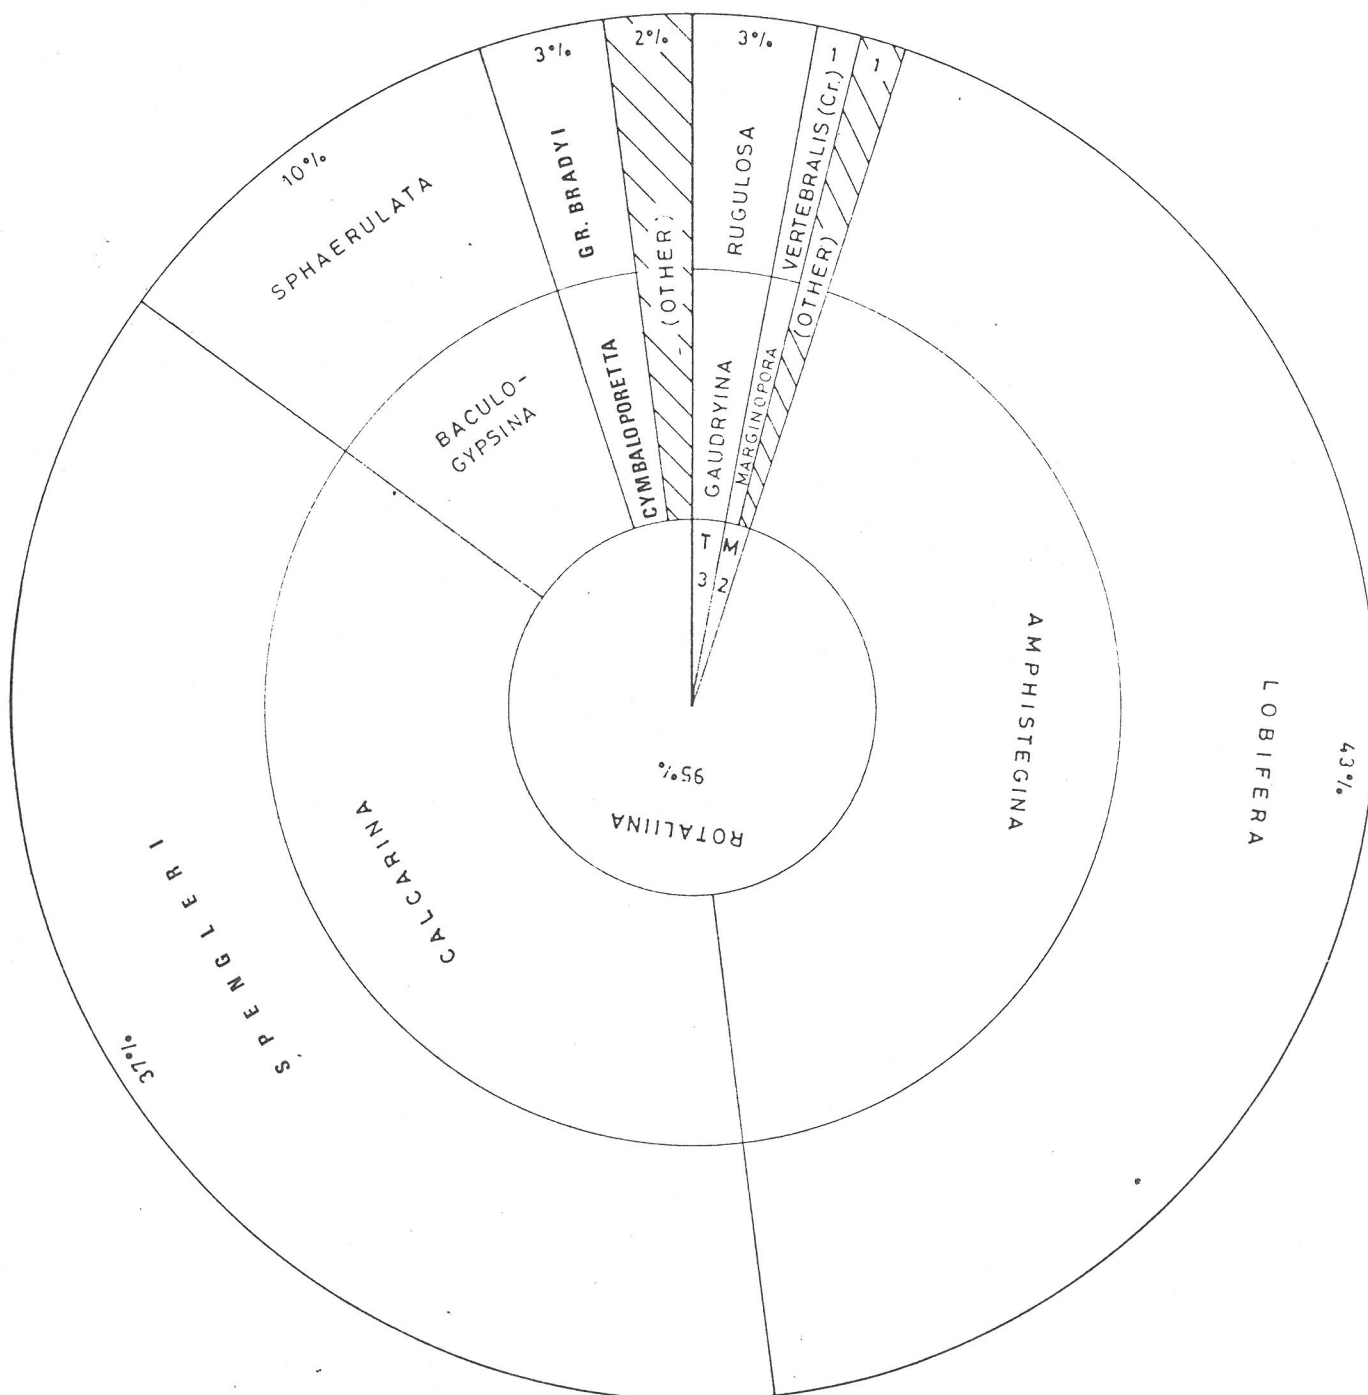 3%
2%
3%
1
1
10%
SPHAERULATA
GR. BRADYI
(OTHER)
RUGULOSA
VERTEBRALIS (Cr.)
(OTHER)
BACULO-
GYPSINA
CYMBALOPORETTA
GAUDRYINA
MARGINOPORA
T
M
3
2
95%
ROTALIINA
AMPHISTEGINA
LOBIFERA
43%
CALCARINA
SPENGLERI
37%